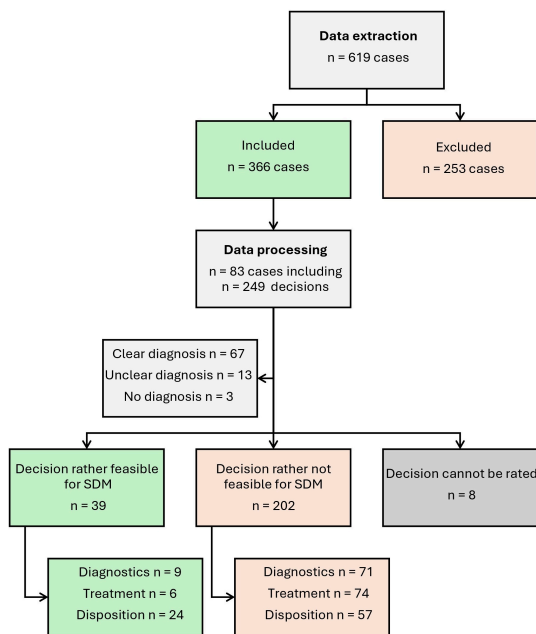 Data extraction
n = 619 cases
Included
n = 366 cases
Excluded
n = 253 cases
Data processing
n = 83 cases including
n = 249 decisions
Clear diagnosis n = 67
Unclear diagnosis n = 13
No diagnosis n = 3
Decision rather feasible
for SDM
n = 39
Decision rather not
feasible for SDM
n = 202
Decision cannot be rated
n = 8
Diagnostics n = 9
Treatment n = 6
Disposition n = 24
Diagnostics n = 71
Treatment n = 74
Disposition n = 57